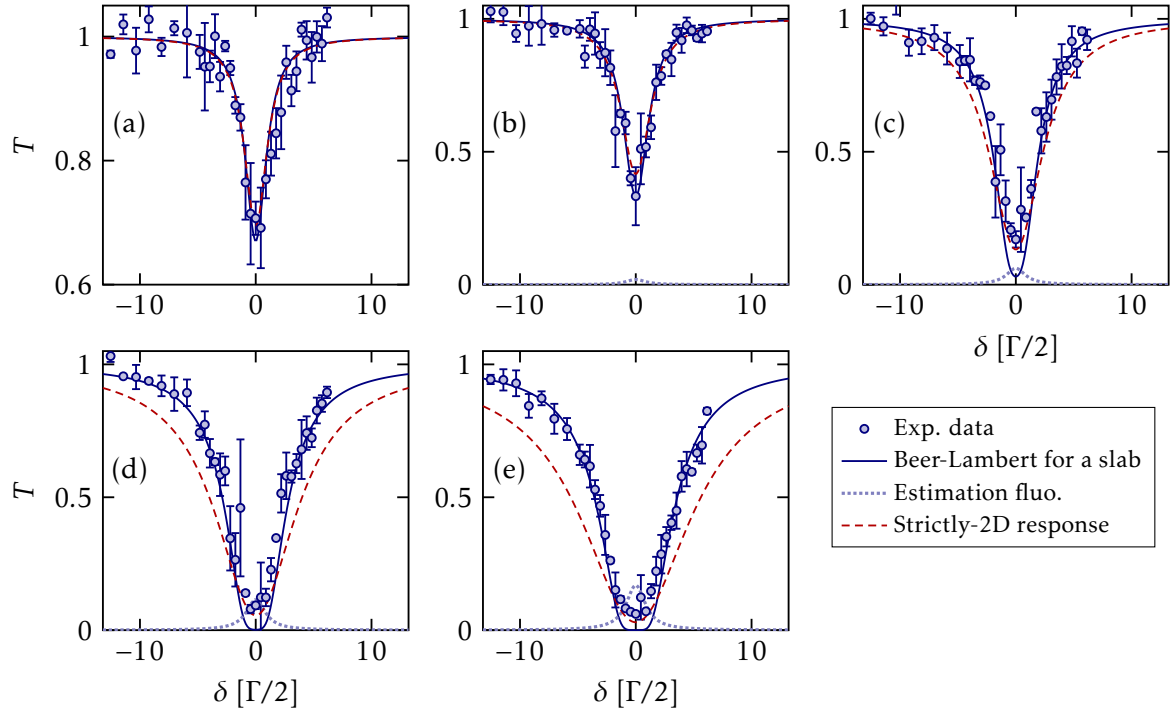 1
0.8
0.6
T
(a)
−10
0
10
1
0.5
0
(b)
−10
0
10
1
0.5
0
(c)
−10
0
10
δ [Γ/2]
1
0.5
0
T
(d)
−10
0
10
δ [Γ/2]
1
0.5
0
(e)
−10
0
10
δ [Γ/2]
Exp. data
Beer-Lambert for a slab
Estimation fluo.
Strictly-2D response